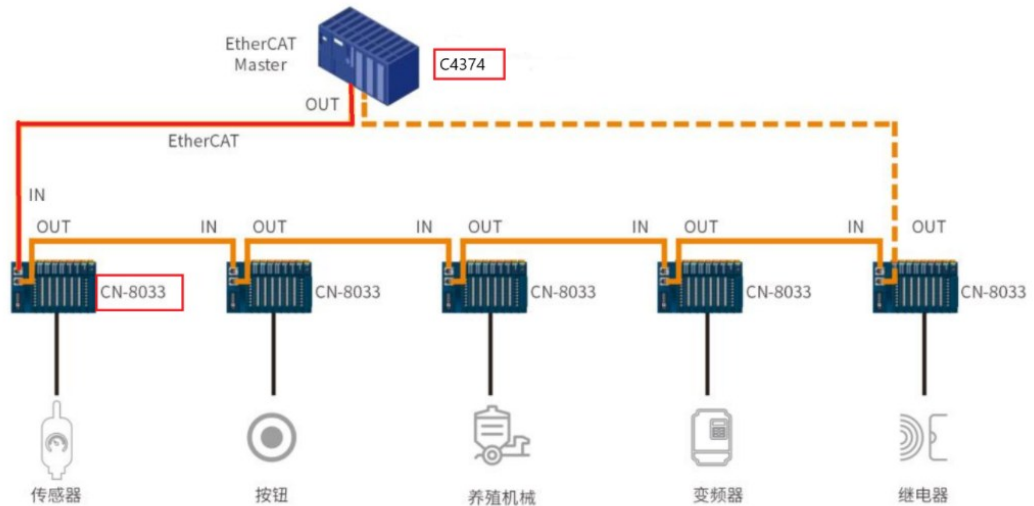 EtherCAT
Master
C4374
OUT
EtherCAT
IN
OUT
IN
OUT
IN
OUT
IN
OUT
IN
OUT
CN-8033
CN-8033
CN-8033
CN-8033
CN-8033
传感器
按钮
养殖机械
变频器
继电器